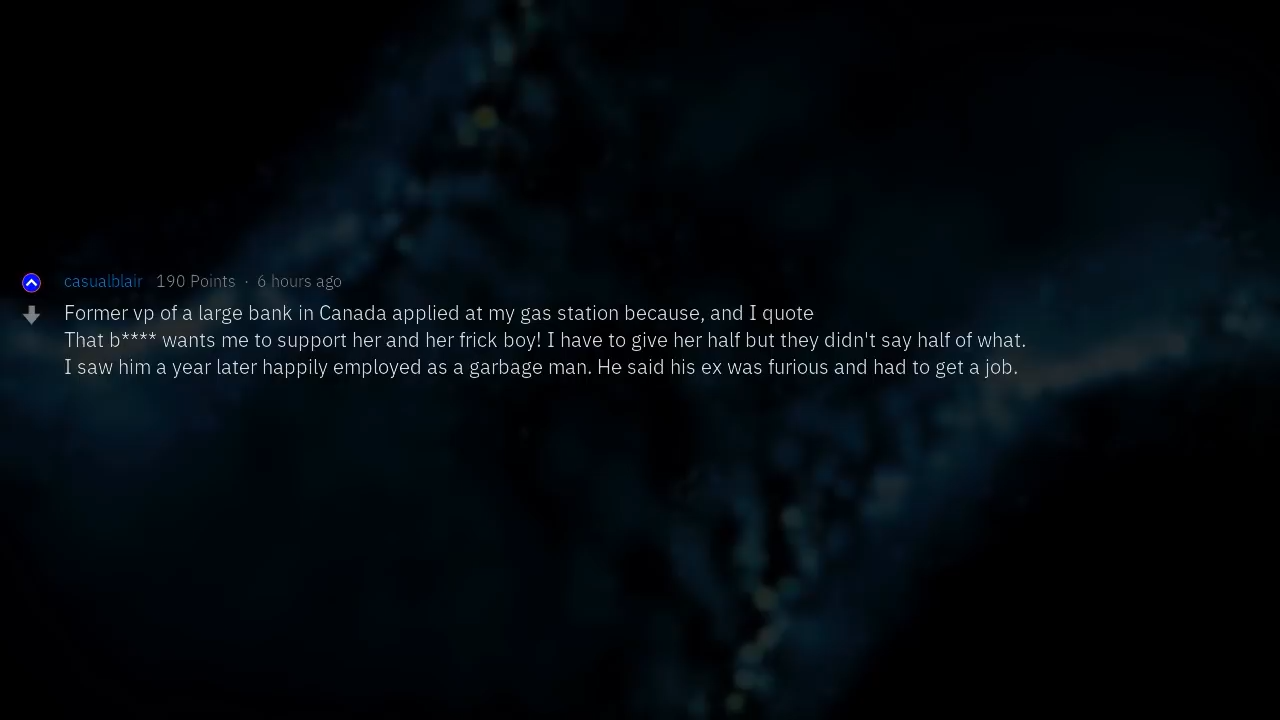 casualblair 190 Points · 6 hours ago
Former vp of a large bank in Canada applied at my gas station because, and I quote
That b**** wants me to support her and her frick boy! I have to give her half but they didn't say half of what.
I saw him a year later happily employed as a garbage man. He said his ex was furious and had to get a job.